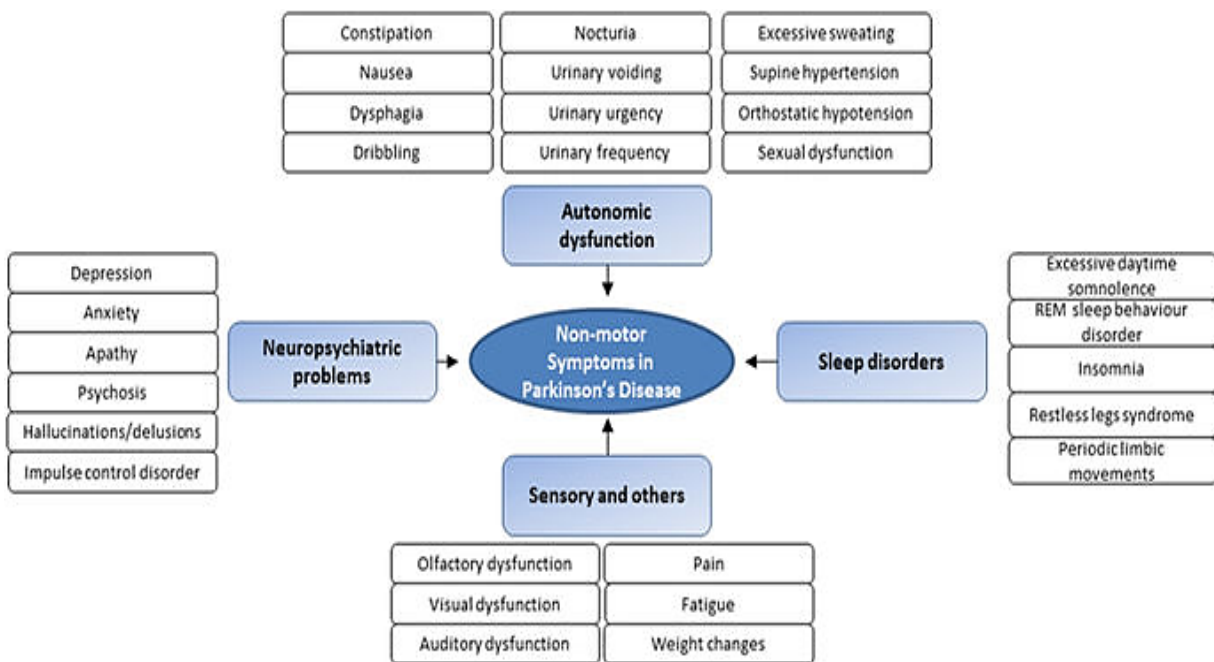 Constipation
Nocturia
Excessive sweating
Nausea
Urinary voiding
Supine hypertension
Dysphagia
Urinary urgency
Orthostatic hypotension
Dribbling
Urinary frequency
Sexual dysfunction
Autonomic
dysfunction
Depression
Anxiety
Apathy
Psychosis
Hallucinations/delusions
Impulse control disorder
Neuropsychiatric
problems
Non-motor
Symptoms in
Parkinson's Disease
Sleep disorders
Excessive daytime
somnolence
REM sleep behaviour
disorder
Insomnia
Restless legs syndrome
Periodic limbic
movements
Sensory and others
Olfactory dysfunction
Pain
Visual dysfunction
Fatigue
Auditory dysfunction
Weight changes